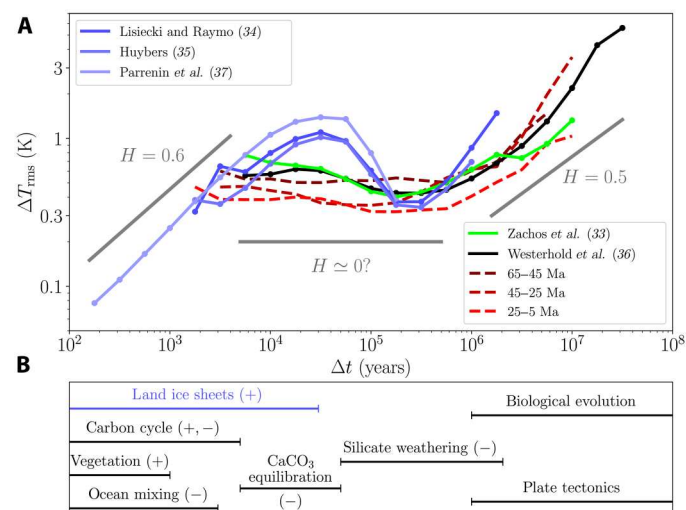 A
Lisiecki and Raymo (34)
Huybers (35)
Parrenin et al. (37)
3
1
0.3
0.1
ΔT_rms (K)
H = 0.6
H ≃ 0?
H = 0.5
Zachos et al. (33)
Westerhold et al. (36)
65–45 Ma
45–25 Ma
25–5 Ma
10^2
10^3
10^4
10^5
10^6
10^7
10^8
Δt (years)
B
Land ice sheets (+)
Biological evolution
Carbon cycle (+, −)
Silicate weathering (−)
Vegetation (+)
CaCO₃
equilibration
(−)
Ocean mixing (−)
Plate tectonics